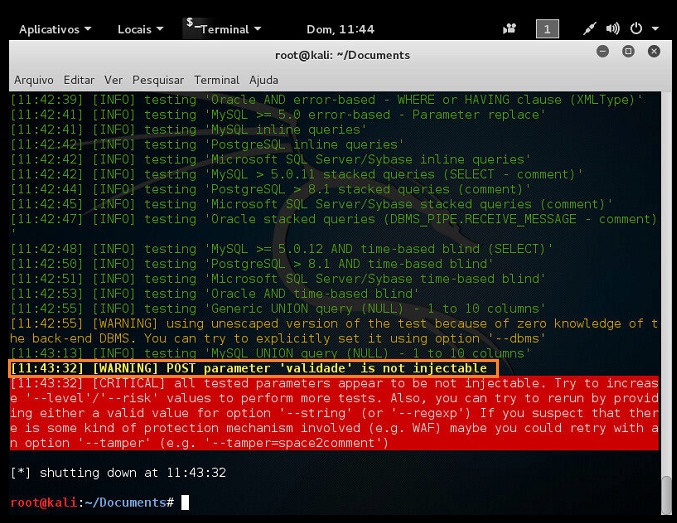 Aplicativos Locais Terminal Dom, 11:44 1
root@kali: ~/Documents
Arquivo Editar Ver Pesquisar Terminal Ajuda
[11:42:39] [INFO] testing 'Oracle AND error-based - WHERE or HAVING clause (XMLType)'
[11:42:41] [INFO] testing 'MySQL >= 5.0 error-based - Parameter replace'
[11:42:41] [INFO] testing 'MySQL inline queries'
[11:42:42] [INFO] testing 'PostgreSQL inline queries'
[11:42:42] [INFO] testing 'Microsoft SQL Server/Sybase inline queries'
[11:42:42] [INFO] testing 'MySQL > 5.0.11 stacked queries (SELECT - comment)'
[11:42:44] [INFO] testing 'PostgreSQL > 8.1 stacked queries (comment)'
[11:42:45] [INFO] testing 'Microsoft SQL Server/Sybase stacked queries (comment)'
[11:42:47] [INFO] testing 'Oracle stacked queries (DBMS_PIPE.RECEIVE_MESSAGE - comment)
'
[11:42:48] [INFO] testing 'MySQL >= 5.0.12 AND time-based blind (SELECT)'
[11:42:50] [INFO] testing 'PostgreSQL > 8.1 AND time-based blind'
[11:42:51] [INFO] testing 'Microsoft SQL Server/Sybase time-based blind'
[11:42:53] [INFO] testing 'Oracle AND time-based blind'
[11:42:55] [INFO] testing 'Generic UNION query (NULL) - 1 to 10 columns'
[11:42:55] [WARNING] using unescaped version of the test because of zero knowledge of t
he back-end DBMS. You can try to explicitly set it using option '--dbms'
[11:43:13] [INFO] testing 'MySQL UNION query (NULL) - 1 to 10 columns'
[11:43:32] [WARNING] POST parameter 'validade' is not injectable
[11:43:32] [CRITICAL] all tested parameters appear to be not injectable. Try to increas
e '--level'/'--risk' values to perform more tests. Also, you can try to rerun by provid
ing either a valid value for option '--string' (or '--regexp') If you suspect that ther
e is some kind of protection mechanism involved (e.g. WAF) maybe you could retry with a
n option '--tamper' (e.g. '--tamper=space2comment')
[*] shutting down at 11:43:32
root@kali:~/Documents#